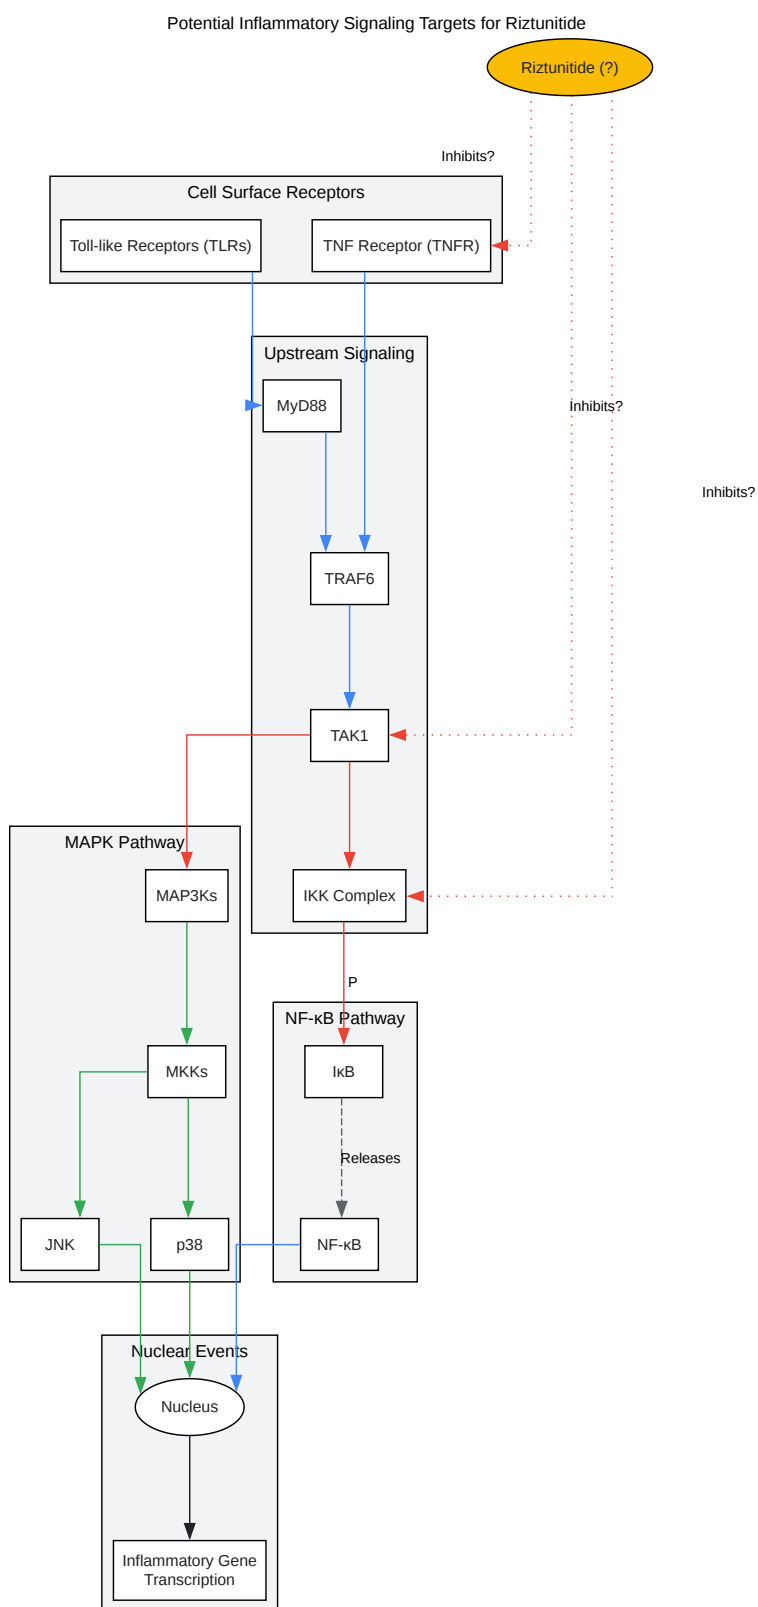 Potential Inflammatory Signaling Targets for Riztunitide
Riztunitide (?)
Inhibits?
Cell Surface Receptors
Toll-like Receptors (TLRs)
TNF Receptor (TNFR)
Upstream Signaling
MyD88
Inhibits?
Inhibits?
TRAF6
TAK1
MAPK Pathway
MAP3Ks
IKK Complex
P
NF-κB Pathway
MKKs
IκB
Releases
JNK
p38
NF-κB
Nuclear Events
Nucleus
Inflammatory Gene
Transcription